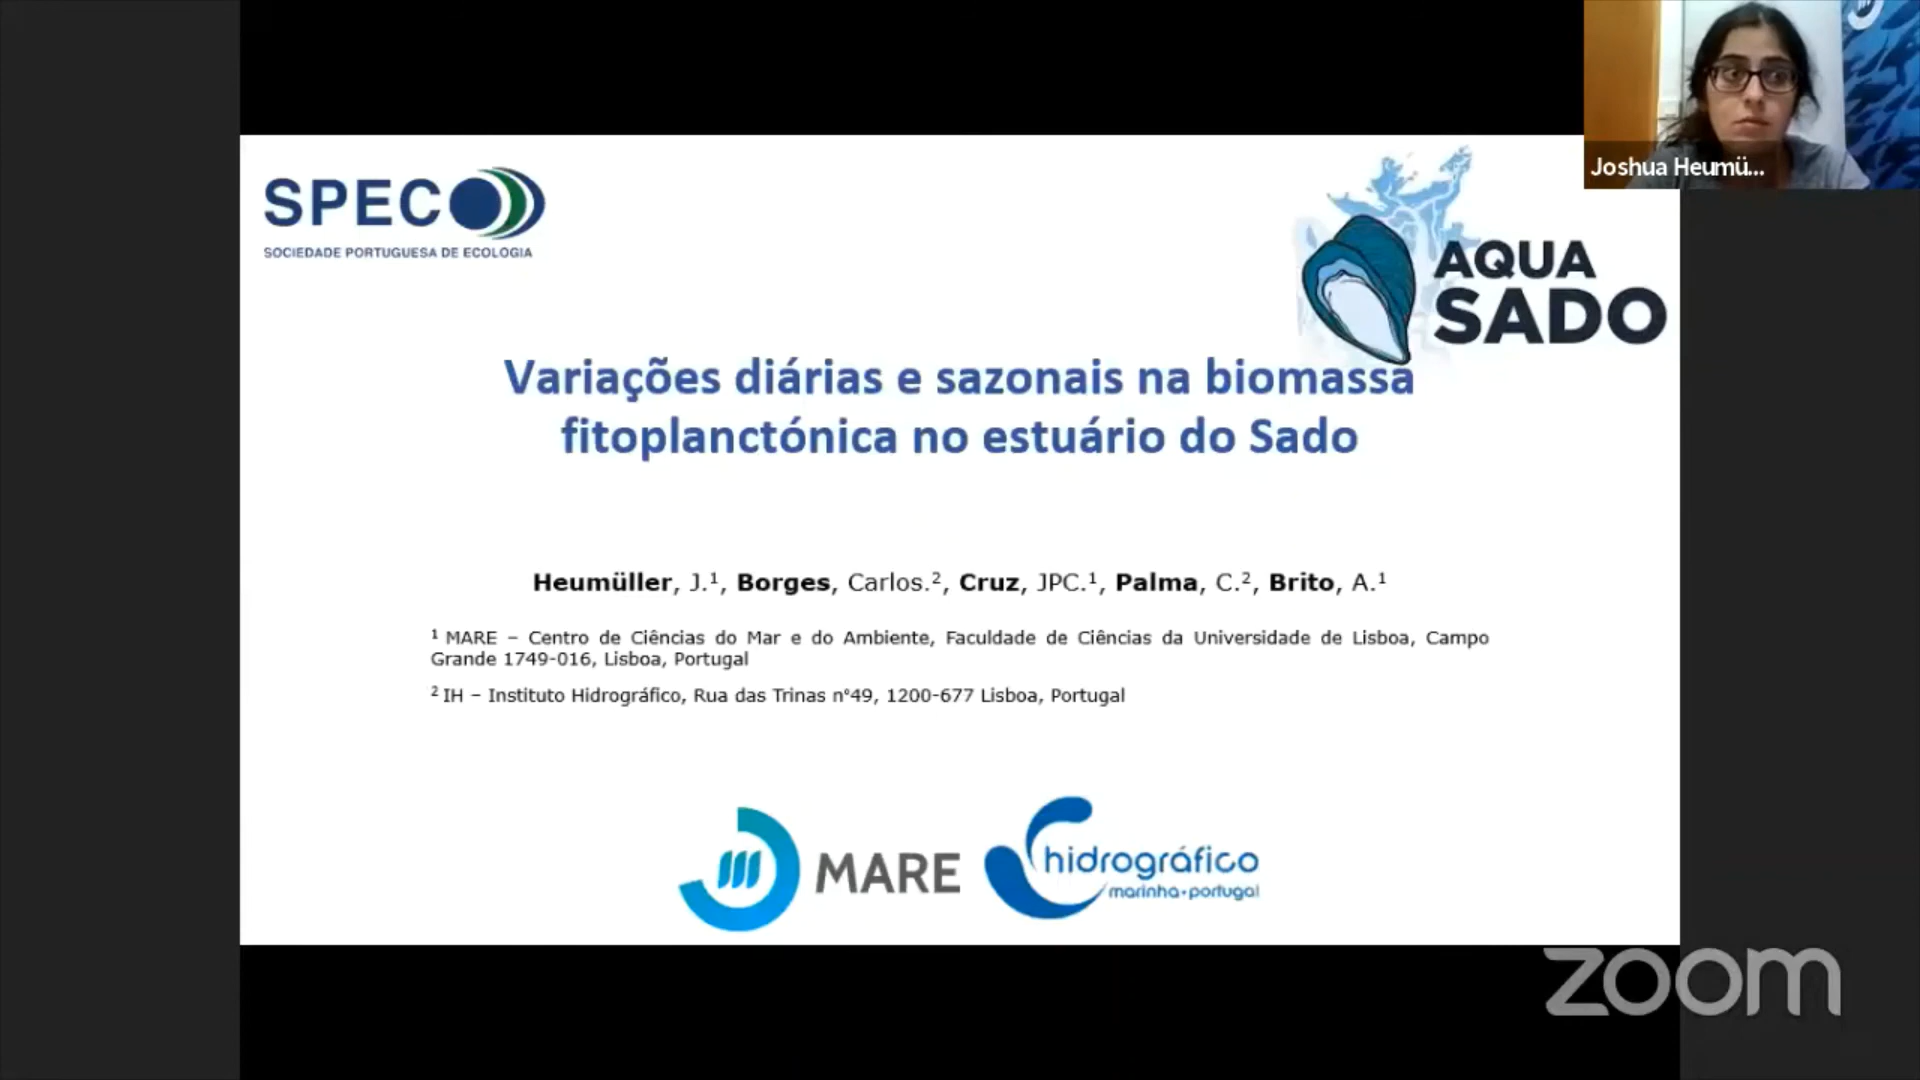 Joshua Heumü...
SPECO
SOCIEDADE PORTUGUESA DE ECOLOGIA
AQUA
SADO
Variações diárias e sazonais na biomassa
fitoplanctónica no estuário do Sado
Heumüller, J.¹, Borges, Carlos.², Cruz, JPC.¹, Palma, C.², Brito, A.¹
¹ MARE – Centro de Ciências do Mar e do Ambiente, Faculdade de Ciências da Universidade de Lisboa, Campo
Grande 1749-016, Lisboa, Portugal
² IH – Instituto Hidrográfico, Rua das Trinas nº49, 1200-677 Lisboa, Portugal
MARE
hidrográfico
marinha•portugal
zoom